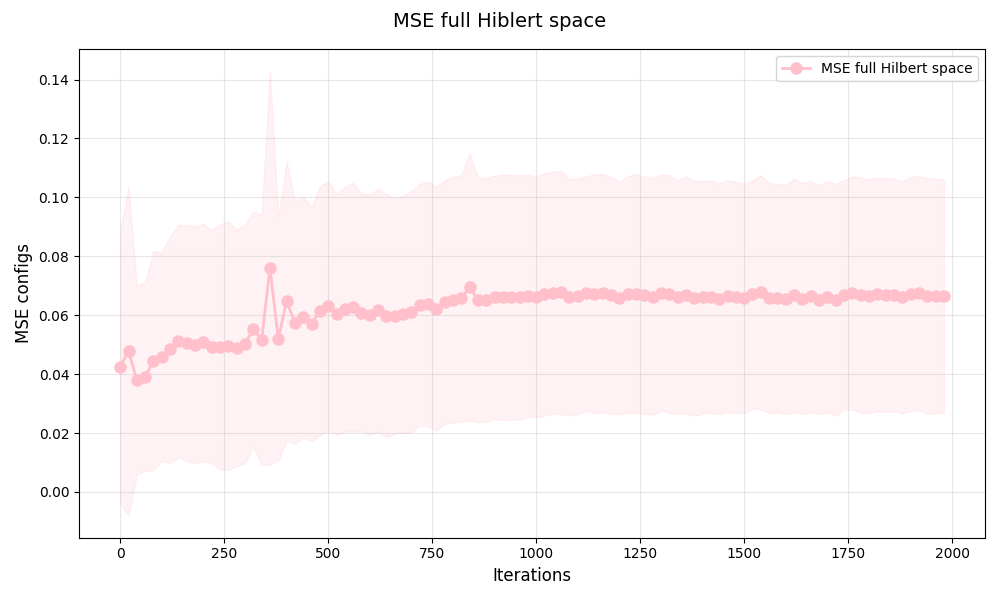 MSE full Hiblert space
MSE full Hilbert space
0.14
0.12
0.10
0.08
0.06
0.04
0.02
0.00
MSE configs
0 250 500 750 1000 1250 1500 1750 2000
Iterations